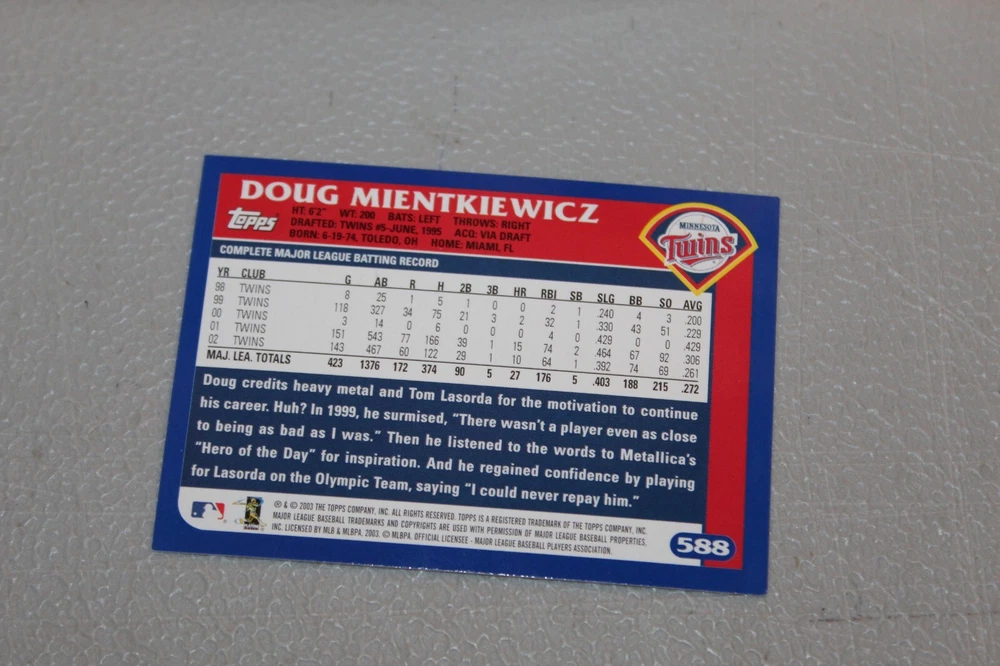 DOUG MIENTKIEWICZ
topps
HT: 6'2" WT: 200 BATS: LEFT THROWS: RIGHT
DRAFTED: TWINS #5-JUNE, 1995 ACQ: VIA DRAFT
BORN: 6-19-74, TOLEDO, OH HOME: MIAMI, FL
MINNESOTA
Twins
COMPLETE MAJOR LEAGUE BATTING RECORD
YR CLUB G AB R H 2B 3B HR RBI SB SLG BB SO AVG
98 TWINS 8 25 1 5 1 0 0 2 1 .240 4 3 .200
99 TWINS 118 327 34 75 21 3 2 32 1 .330 43 51 .229
00 TWINS 3 14 0 6 0 0 0 4 0 .429 0 0 .429
01 TWINS 151 543 77 166 39 1 15 74 2 .464 67 92 .306
02 TWINS 143 467 60 122 29 1 10 64 1 .392 74 69 .261
MAJ. LEA. TOTALS 423 1376 172 374 90 5 27 176 5 .403 188 215 .272
Doug credits heavy metal and Tom Lasorda for the motivation to continue
his career. Huh? In 1999, he surmised, "There wasn't a player even as close
to being as bad as I was." Then he listened to the words to Metallica's
"Hero of the Day" for inspiration. And he regained confidence by playing
for Lasorda on the Olympic Team, saying "I could never repay him."
® & © 2003 THE TOPPS COMPANY, INC. ALL RIGHTS RESERVED. TOPPS IS A REGISTERED TRADEMARK OF THE TOPPS COMPANY, INC.
MAJOR LEAGUE BASEBALL TRADEMARKS AND COPYRIGHTS ARE USED WITH PERMISSION OF MAJOR LEAGUE BASEBALL PROPERTIES,
INC. LICENSED BY MLB & MLBPA, 2003. © MLBPA. OFFICIAL LICENSEE - MAJOR LEAGUE BASEBALL PLAYERS ASSOCIATION.
588